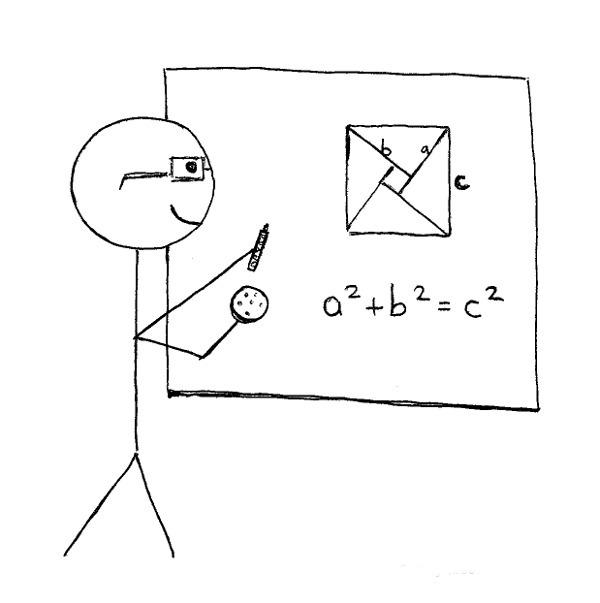 b a
c
a² + b² = c²